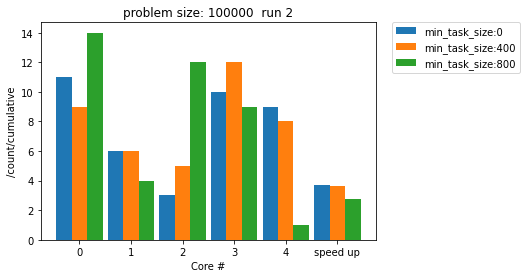 problem size: 100000  run 2
min_task_size:0
min_task_size:400
min_task_size:800
/count/cumulative
14
12
10
8
6
4
2
0
0 1 2 3 4 speed up
Core #